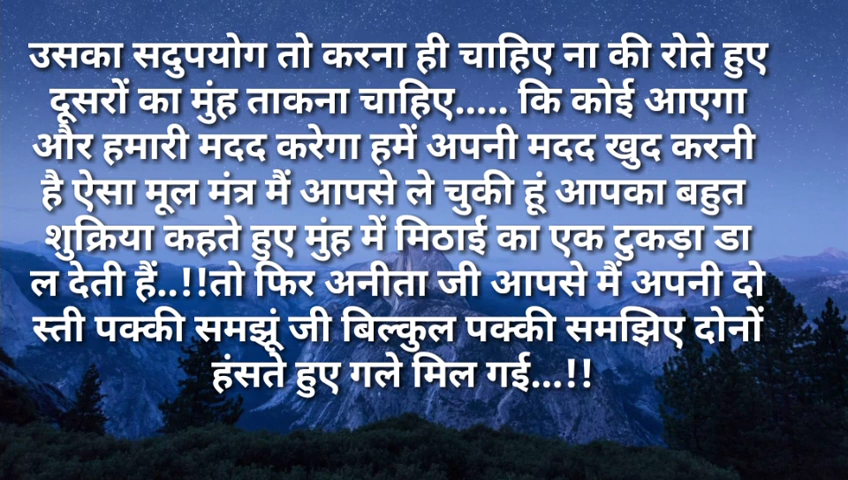 उसका सदुपयोग तो करना ही चाहिए ना की रोते हुए
दूसरों का मुंह ताकना चाहिए..... कि कोई आएगा
और हमारी मदद करेगा हमें अपनी मदद खुद करनी
है ऐसा मूल मंत्र मैं आपसे ले चुकी हूं आपका बहुत
शुक्रिया कहते हुए मुंह में मिठाई का एक टुकड़ा डा
ल देती हैं..!!तो फिर अनीता जी आपसे मैं अपनी दो
स्ती पक्की समझूं जी बिल्कुल पक्की समझिए दोनों
हंसते हुए गले मिल गई...!!